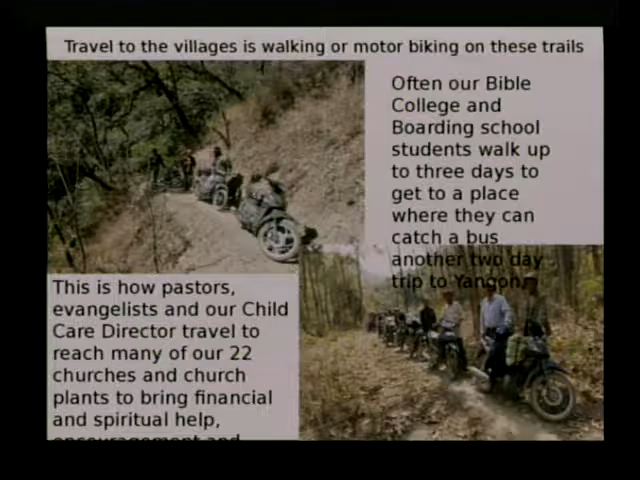 Travel to the villages is walking or motor biking on these trails
Often our Bible
College and
Boarding school
students walk up
to three days to
get to a place
where they can
catch a bus
another two day
trip to Yangon.
This is how pastors,
evangelists and our Child
Care Director travel to
reach many of our 22
churches and church
plants to bring financial
and spiritual help,
encouragement and